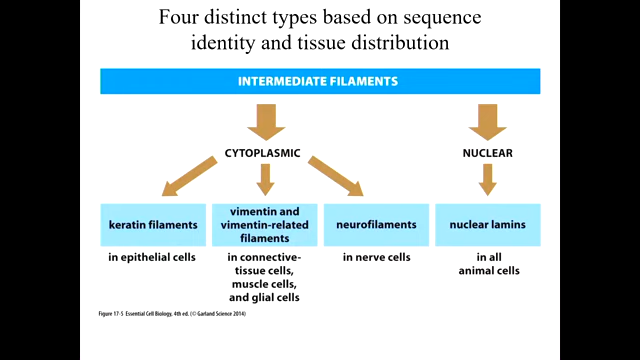 Four distinct types based on sequence
identity and tissue distribution
INTERMEDIATE FILAMENTS
CYTOPLASMIC
NUCLEAR
keratin filaments
vimentin and
vimentin-related
filaments
neurofilaments
nuclear lamins
in epithelial cells
in connective-
tissue cells,
muscle cells,
and glial cells
in nerve cells
in all
animal cells
Figure 17-5 Essential Cell Biology, 4th ed. (© Garland Science 2014)